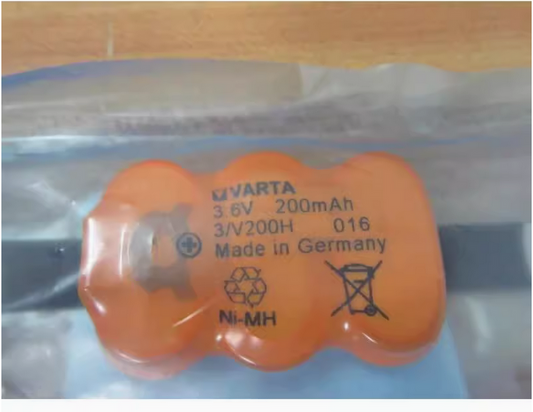 VARTA
3.6V 200mAh
3/V200H 016
Made in Germany
Ni-MH